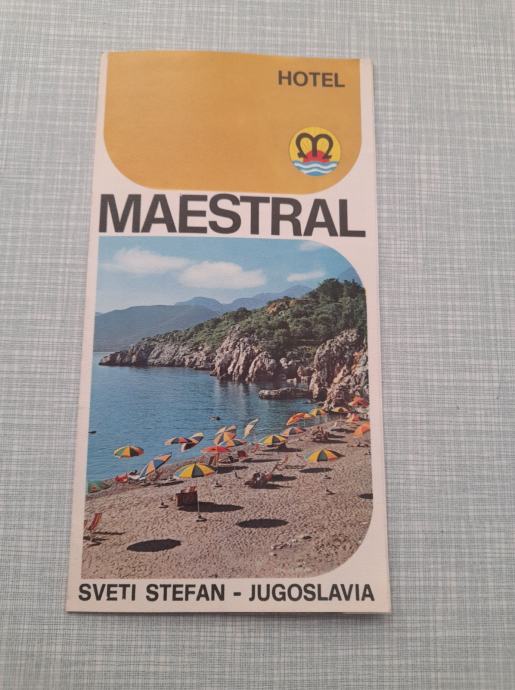 HOTEL
MAESTRAL
SVETI STEFAN - JUGOSLAVIA